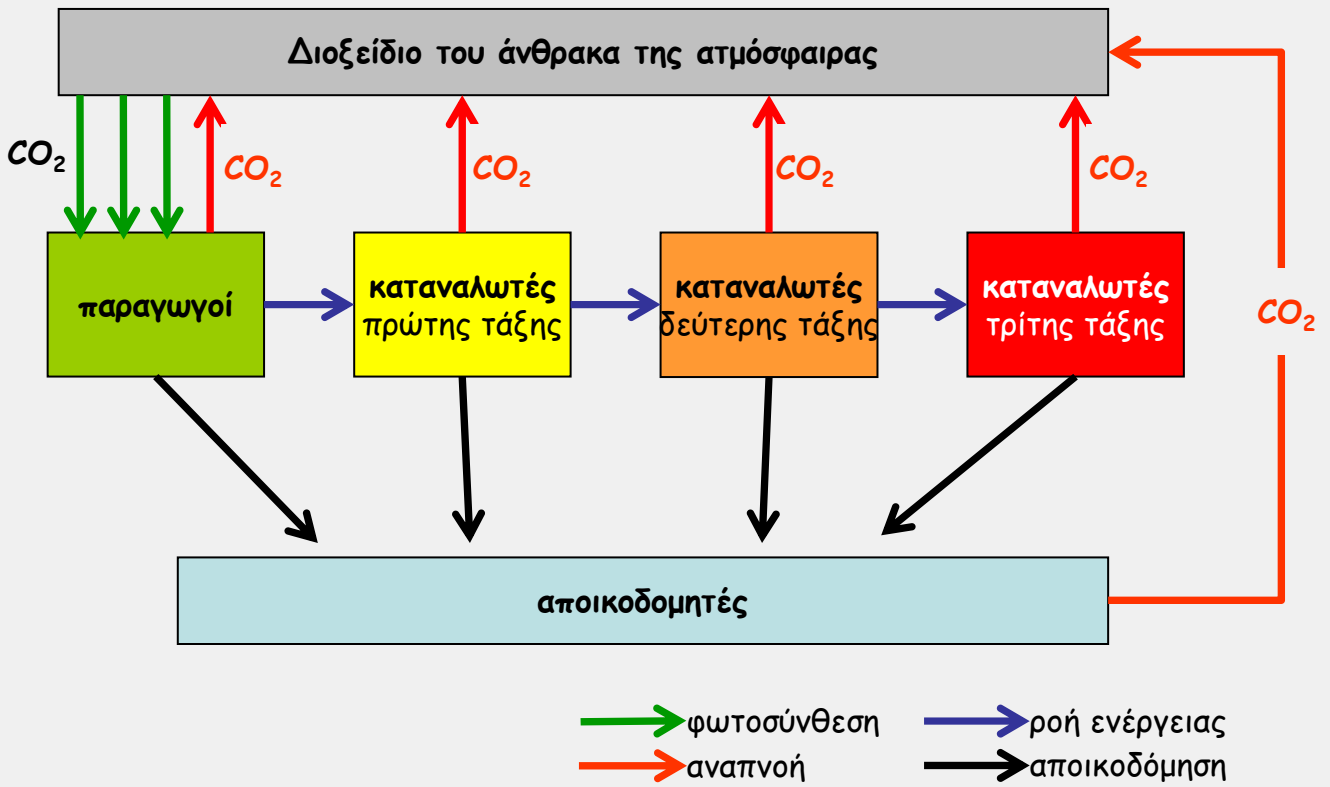 Διοξείδιο του άνθρακα της ατμόσφαιρας
CO₂
CO₂
CO₂
CO₂
CO₂
παραγωγοί
καταναλωτές
πρώτης τάξης
καταναλωτές
δεύτερης τάξης
καταναλωτές
τρίτης τάξης
CO₂
αποικοδομητές
φωτοσύνθεση
ροή ενέργειας
αναπνοή
αποικοδόμηση